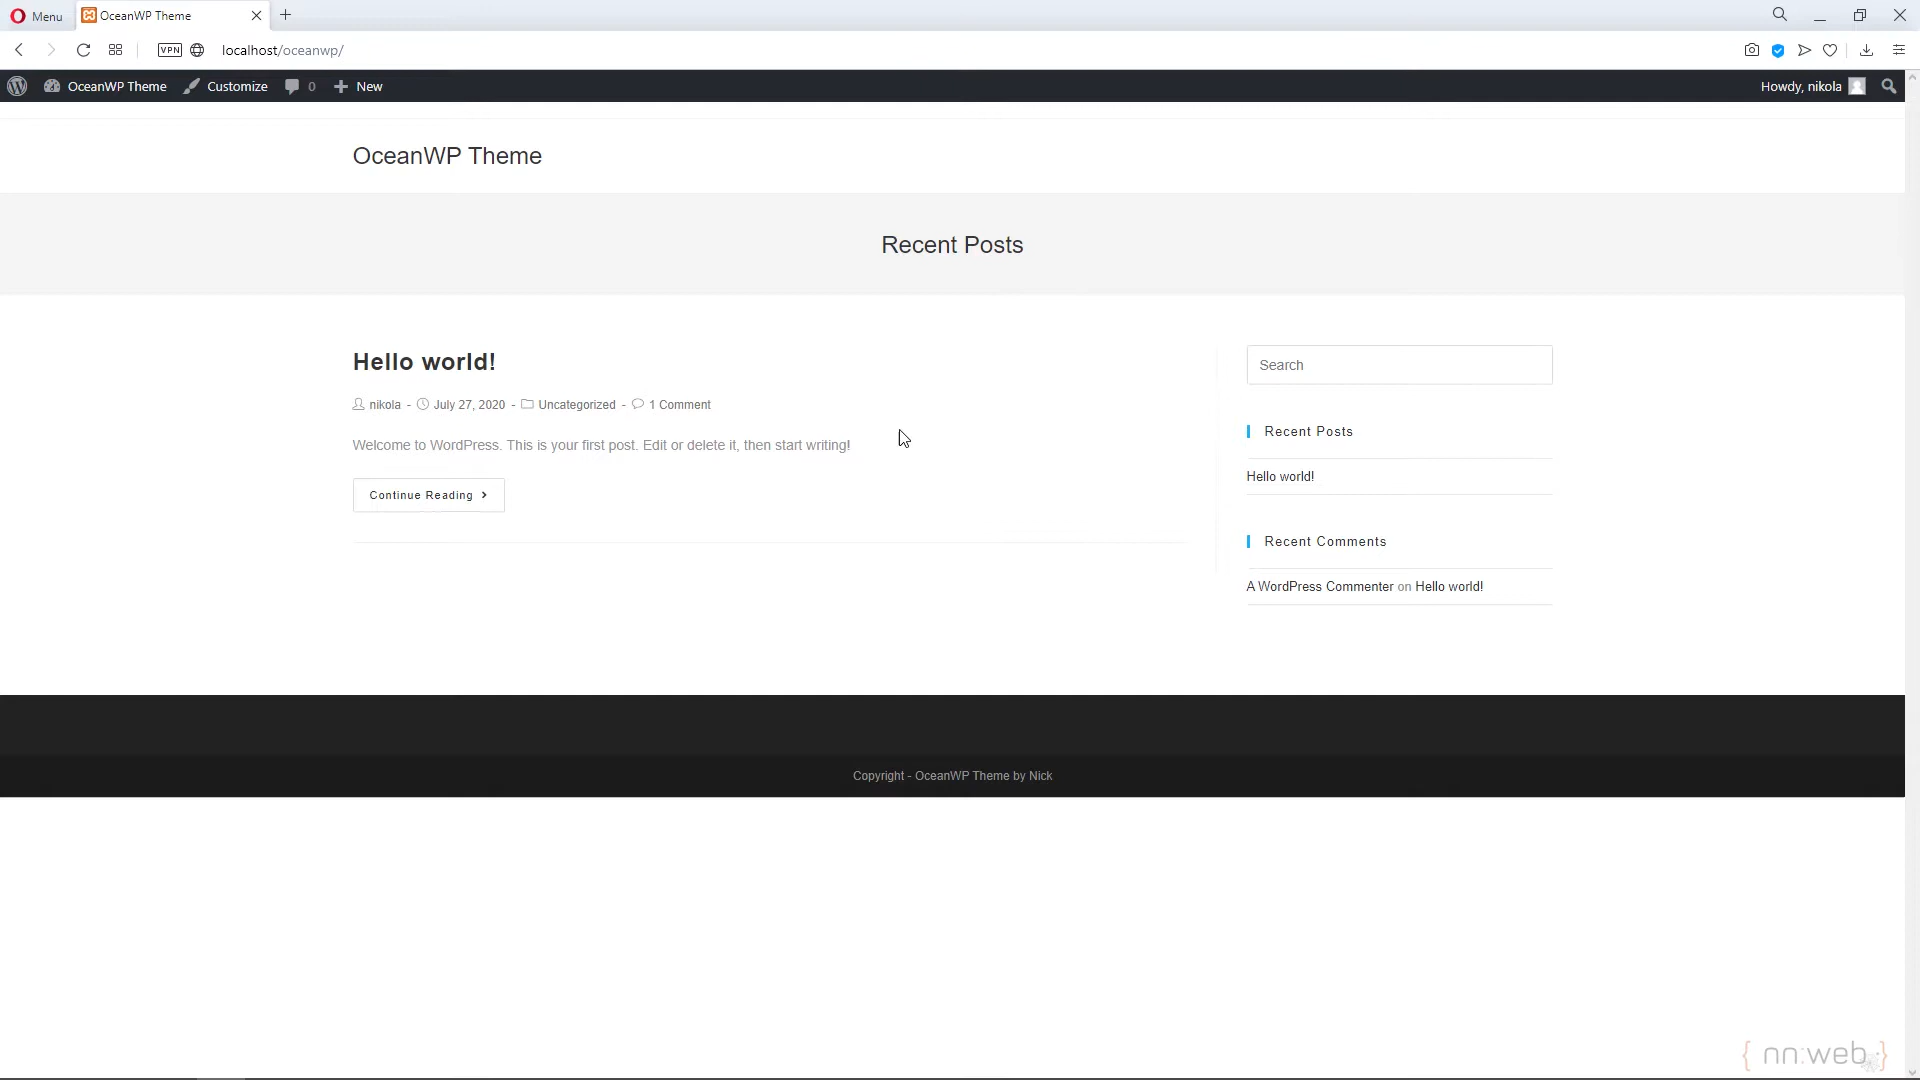 Menu OceanWP Theme
VPN localhost/oceanwp/
OceanWP Theme Customize 0 New Howdy, nikola
OceanWP Theme
Recent Posts
Hello world!
nikola - July 27, 2020 - Uncategorized - 1 Comment
Welcome to WordPress. This is your first post. Edit or delete it, then start writing!
Continue Reading
Search
Recent Posts
Hello world!
Recent Comments
A WordPress Commenter on Hello world!
Copyright - OceanWP Theme by Nick
{ nn:web }